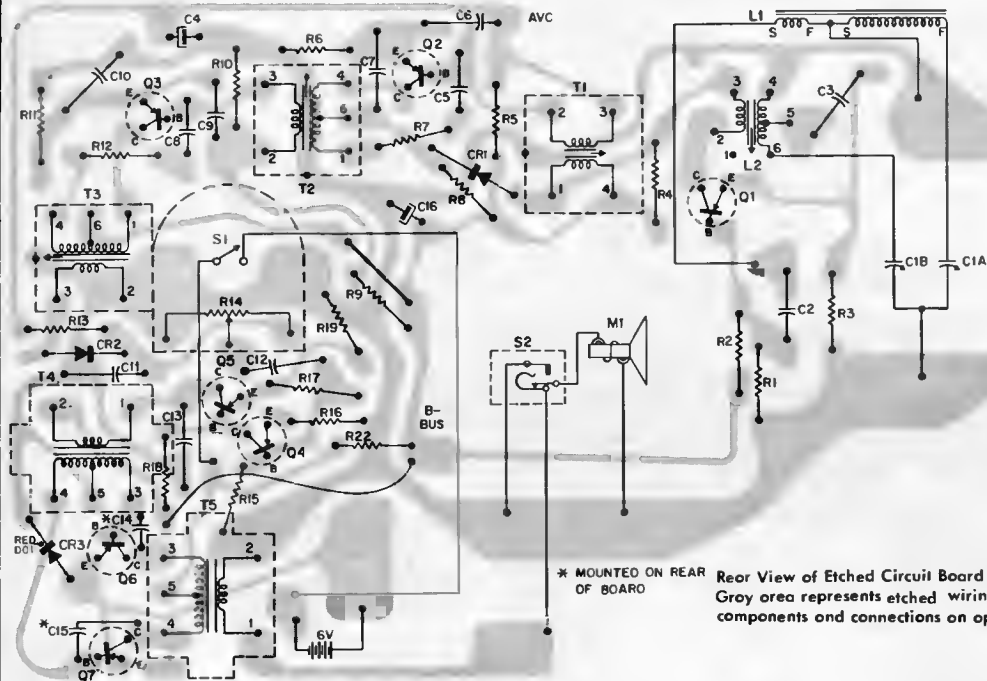 C4
C6
AVC
L1
S
F
S
F
R6
Q2
E
B
C
C7
C5
C10
Q3
E
B
C
R10
C9
C8
3
4
6
2
1
T2
T1
2
3
1
4
R5
R7
CR1
R8
R4
3
4
5
2
1
6
L2
C3
C
E
Q1
B
R11
R12
T3
4
6
1
3
2
C16
S1
R14
R9
R19
C1B
C1A
C2
R3
R2
R1
R13
CR2
C11
T4
2
1
4
5
3
Q5
C
E
B
C12
R17
E
C
B
Q4
R16
R22
B-
BUS
S2
M1
C13
R18
R15
T5
3
2
5
4
1
RED
DOT
CR3
*C14
B
E
C
Q6
*C15
B
C
E
Q7
6V
* MOUNTED ON REAR
OF BOARD
Rear View of Etched Circuit Board
Gray area represents etched wirin
components and connections on op